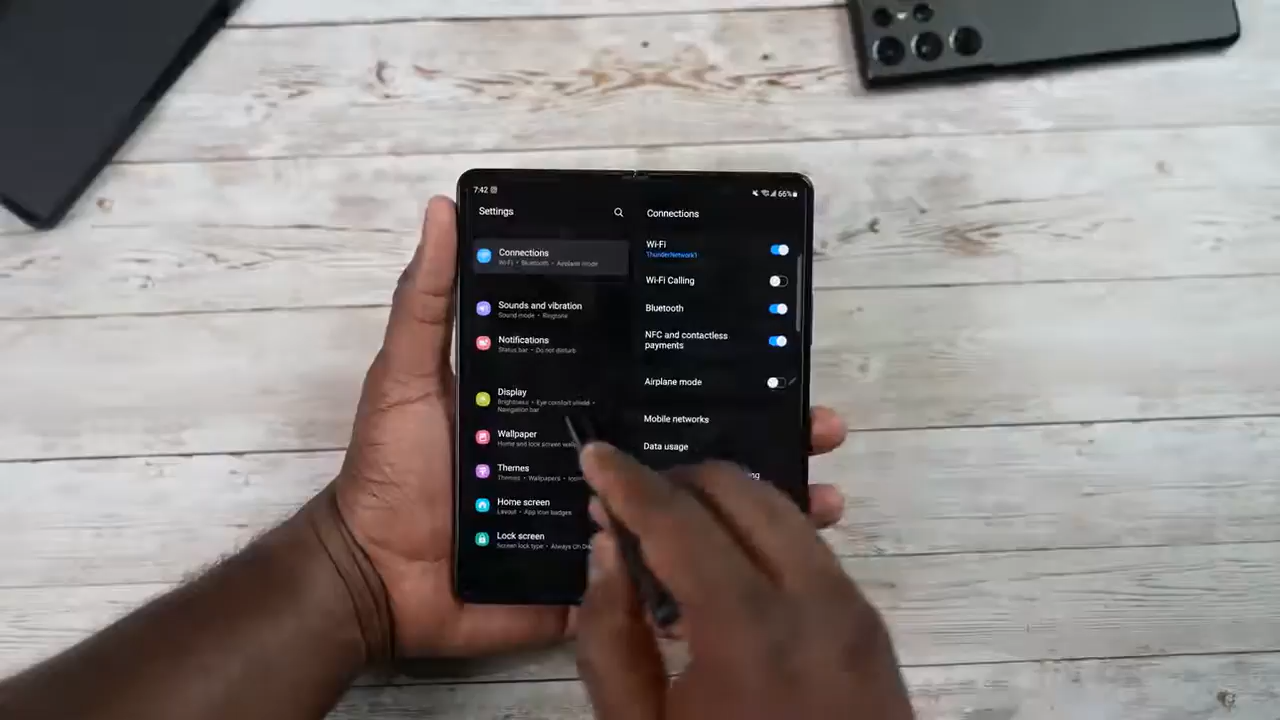 7:42
66%
Settings
Connections
Wi-Fi • Bluetooth • Airplane mode
Sounds and vibration
Sound mode • Ringtone
Notifications
Status bar • Do not disturb
Display
Brightness • Eye comfort shield •
Navigation bar
Wallpaper
Home and lock screen
Themes
Themes • Wallpapers •
Home screen
Layout • App icon badges
Lock screen
Screen lock type • Always On
Connections
Wi-Fi
ThunderNetwork1
Wi-Fi Calling
Bluetooth
NFC and contactless
payments
Airplane mode
Mobile networks
Data usage